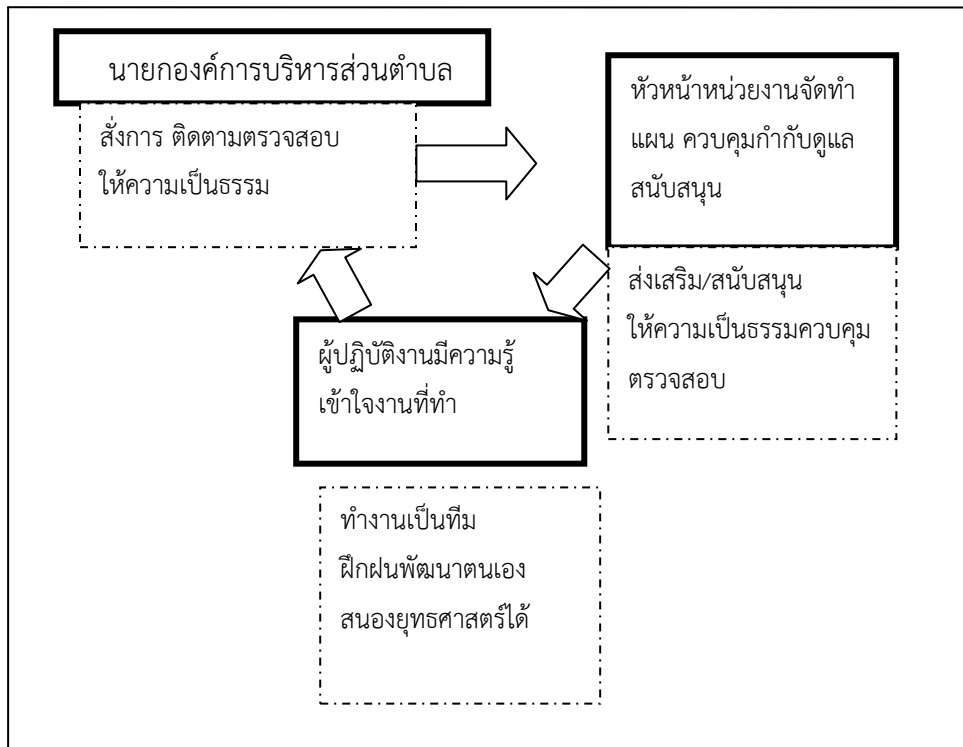 นายกองค์การบริหารส่วนตำบล
สั่งการ ติดตามตรวจสอบ
ให้ความเป็นธรรม
หัวหน้าหน่วยงานจัดทำ
แผน ควบคุมกำกับดูแล
สนับสนุน
ส่งเสริม/สนับสนุน
ให้ความเป็นธรรมควบคุม
ตรวจสอบ
ผู้ปฏิบัติงานมีความรู้
เข้าใจงานที่ทำ
ทำงานเป็นทีม
ฝึกฝนพัฒนาตนเอง
สนองยุทธศาสตร์ได้